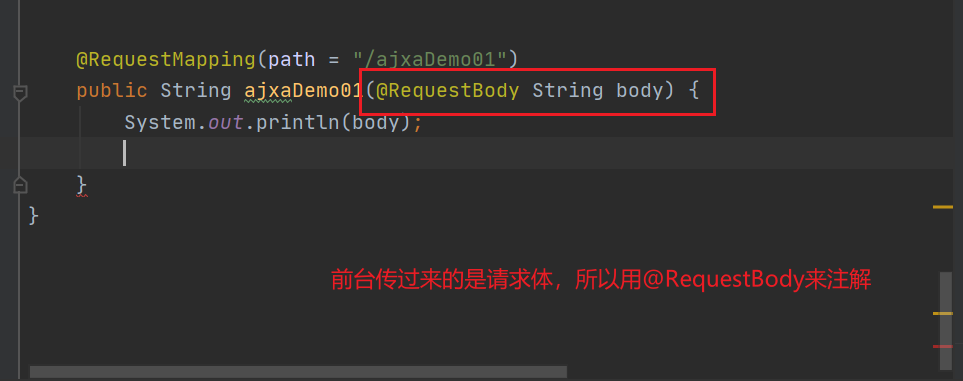 @RequestMapping(path = "/ajxaDemo01")
public String ajxaDemo01(@RequestBody String body) {
System.out.println(body);
}
}
前台传过来的是请求体，所以用@RequestBody来注解